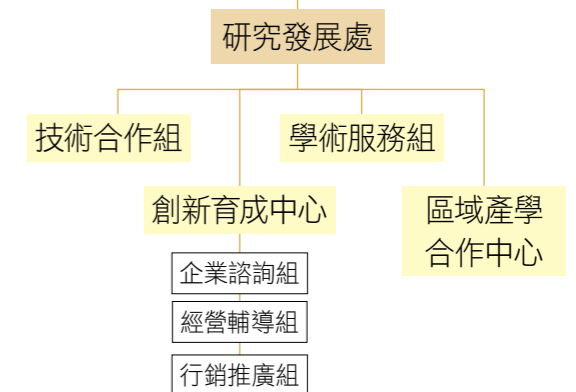 研究發展處
技術合作組
學術服務組
創新育成中心
區域產學
合作中心
企業諮詢組
經營輔導組
行銷推廣組